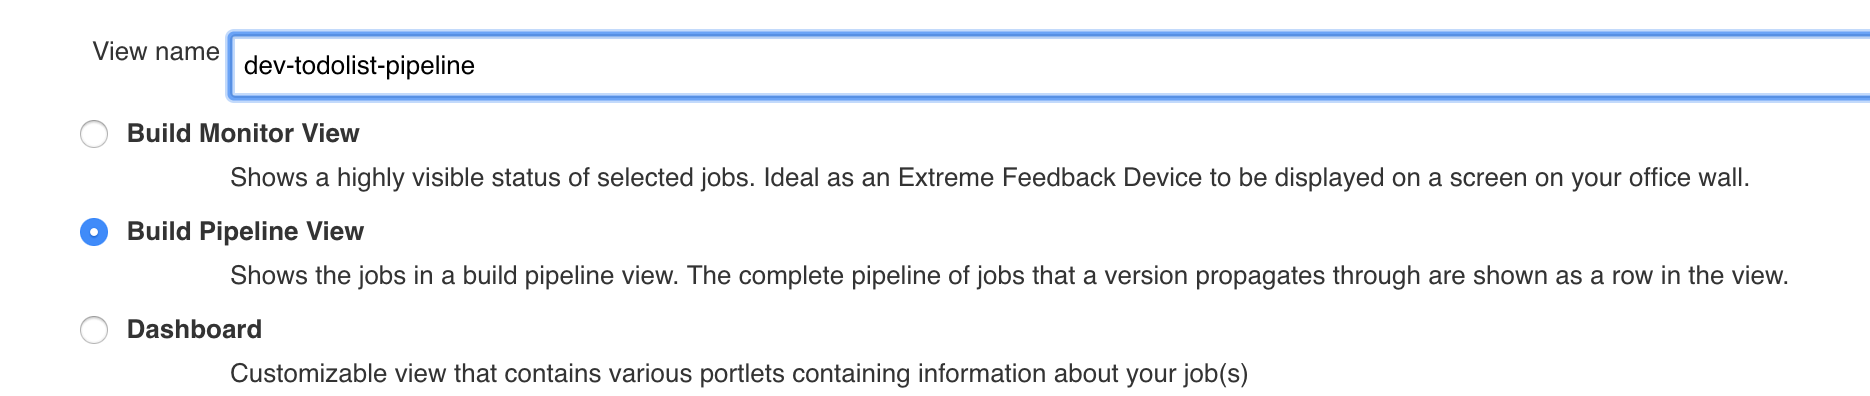 View name
dev-todolist-pipeline
Build Monitor View
Shows a highly visible status of selected jobs. Ideal as an Extreme Feedback Device to be displayed on a screen on your office wall.
Build Pipeline View
Shows the jobs in a build pipeline view. The complete pipeline of jobs that a version propagates through are shown as a row in the view.
Dashboard
Customizable view that contains various portlets containing information about your job(s)